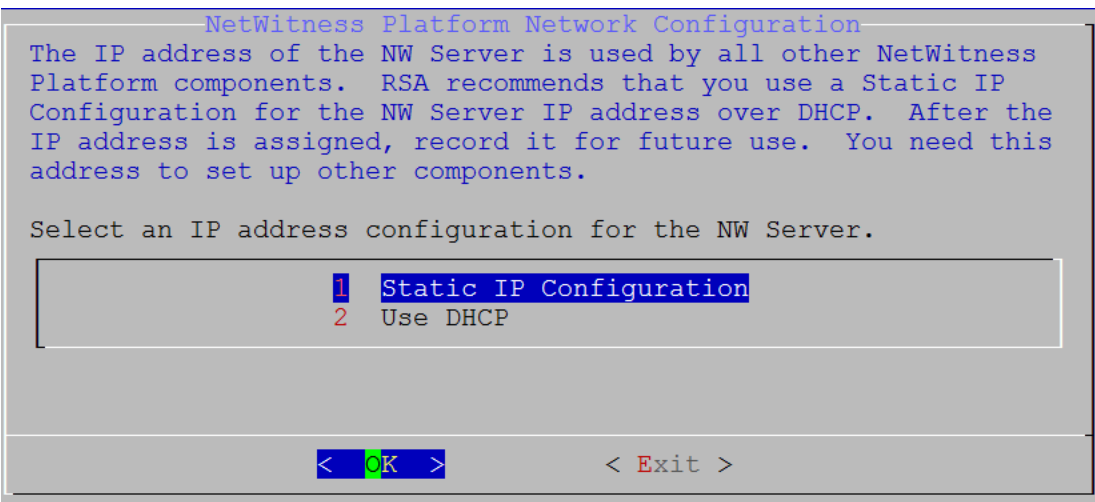 NetWitness Platform Network Configuration
The IP address of the NW Server is used by all other NetWitness
Platform components.  RSA recommends that you use a Static IP
Configuration for the NW Server IP address over DHCP.  After the
IP address is assigned, record it for future use.  You need this
address to set up other components.
Select an IP address configuration for the NW Server.
1  Static IP Configuration
2  Use DHCP
<  OK  >  < Exit >